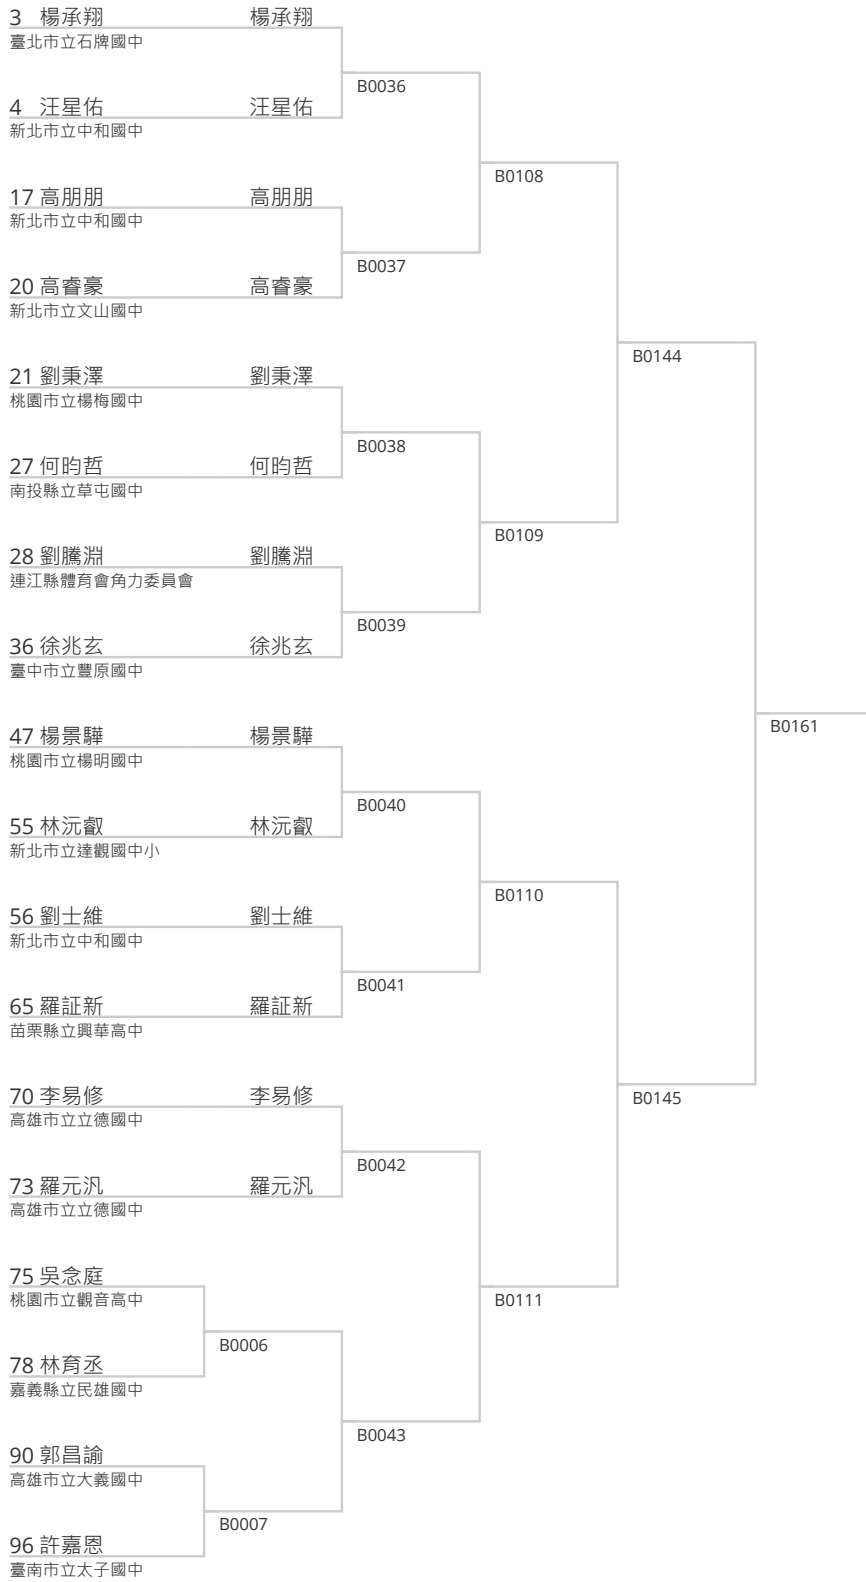 3 楊承翔 楊承翔
臺北市立石牌國中
B0036
4 汪星佑 汪星佑
新北市立中和國中
B0108
17 高朋朋 高朋朋
新北市立中和國中
B0037
20 高睿豪 高睿豪
新北市立文山國中
B0144
21 劉秉澤 劉秉澤
桃園市立楊梅國中
B0038
27 何昀哲 何昀哲
南投縣立草屯國中
B0109
28 劉騰淵 劉騰淵
連江縣體育會角力委員會
B0039
36 徐兆玄 徐兆玄
臺中市立豐原國中
B0161
47 楊景驊 楊景驊
桃園市立楊明國中
B0040
55 林沅叡 林沅叡
新北市立達觀國中小
B0110
56 劉士維 劉士維
新北市立中和國中
B0041
65 羅証新 羅証新
苗栗縣立興華高中
B0145
70 李易修 李易修
高雄市立立德國中
B0042
73 羅元汎 羅元汎
高雄市立立德國中
75 吳念庭
桃園市立觀音高中
B0111
B0006
78 林育丞
嘉義縣立民雄國中
B0043
90 郭昌諭
高雄市立大義國中
B0007
96 許嘉恩
臺南市立太子國中